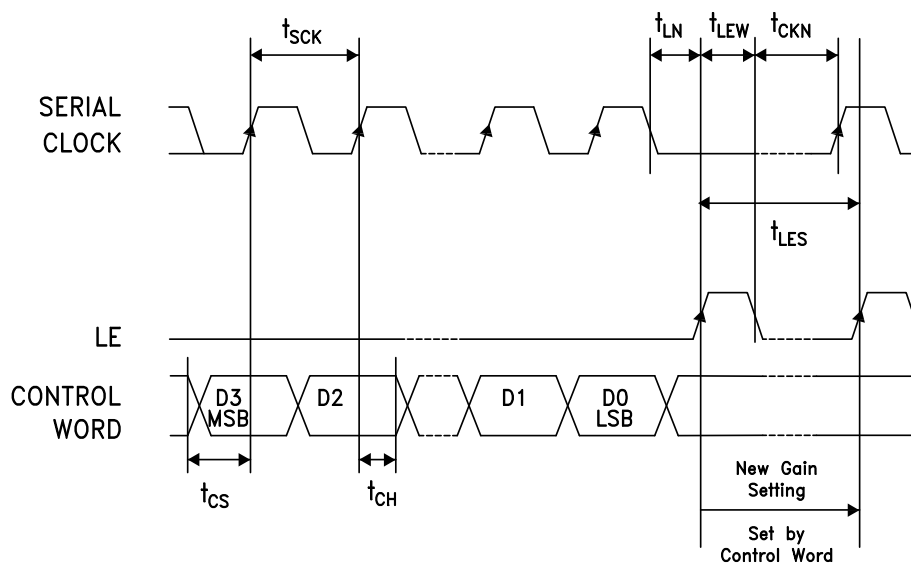 tSCK
tLN
tLEW
tCKN
SERIAL
CLOCK
tLES
LE
CONTROL
WORD
D3
MSB
D2
D1
D0
LSB
tCS
tCH
New Gain
Setting
Set by
Control Word